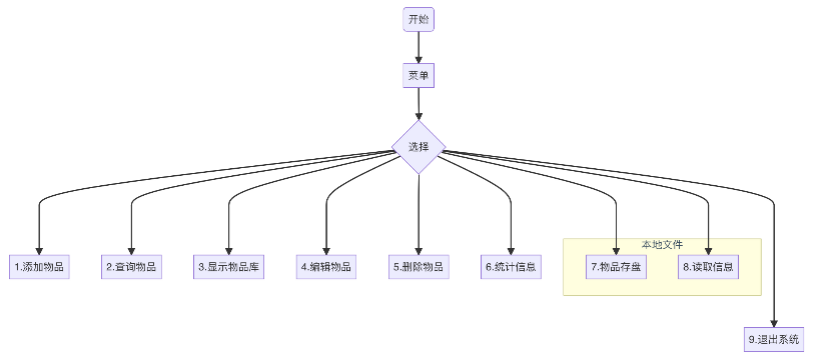 开始
菜单
选择
本地文件
1.添加物品
2.查询物品
3.显示物品库
4.编辑物品
5.删除物品
6.统计信息
7.物品存盘
8.读取信息
9.退出系统